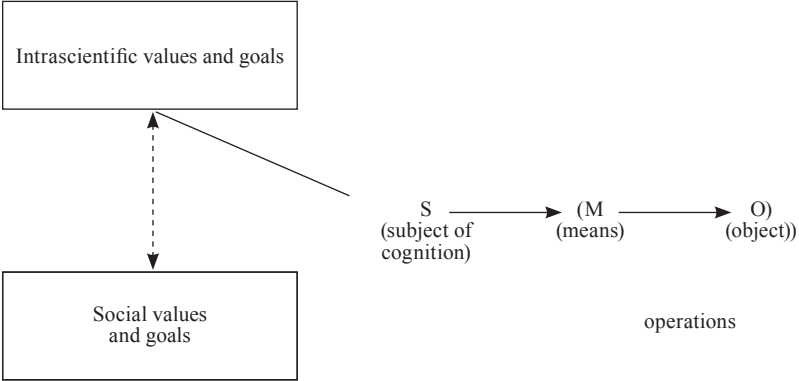 Intrascientific values and goals
S
(M
O)
(subject of
(means)
(object))
cognition)
Social values
and goals
operations